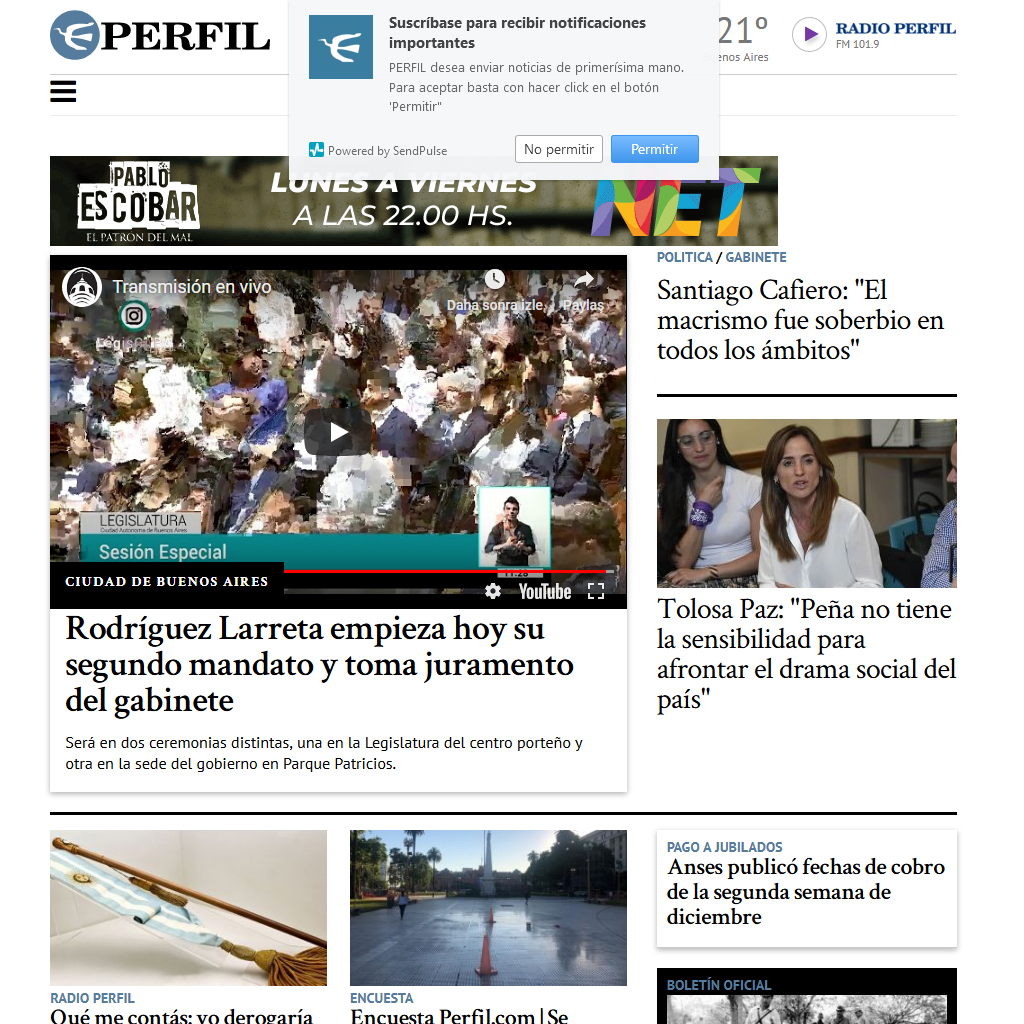 PERFIL
Suscríbase para recibir notificaciones
importantes
PERFIL desea enviar noticias de primerísima mano.
Para aceptar basta con hacer click en el botón
'Permitir"
Powered by SendPulse
No permitir
Permitir
21º
enos Aires
RADIO PERFIL
FM 101.9
PABLO
ESCOBAR
EL PATRON DEL MAL
LUNES A VIERNES
A LAS 22.00 HS.
NET
Transmisión en vivo
Daha sonra izle
Paylaş
LEGISLATURA
Ciudad Autónoma de Buenos Aires
Sesión Especial
YouTube
CIUDAD DE BUENOS AIRES
Rodríguez Larreta empieza hoy su
segundo mandato y toma juramento
del gabinete
Será en dos ceremonias distintas, una en la Legislatura del centro porteño y
otra en la sede del gobierno en Parque Patricios.
POLITICA / GABINETE
Santiago Cafiero: "El
macrismo fue soberbio en
todos los ámbitos"
Tolosa Paz: "Peña no tiene
la sensibilidad para
afrontar el drama social del
país"
RADIO PERFIL
Qué me contás: yo derogaría
ENCUESTA
Encuesta Perfil.com | Se
PAGO A JUBILADOS
Anses publicó fechas de cobro
de la segunda semana de
diciembre
BOLETÍN OFICIAL